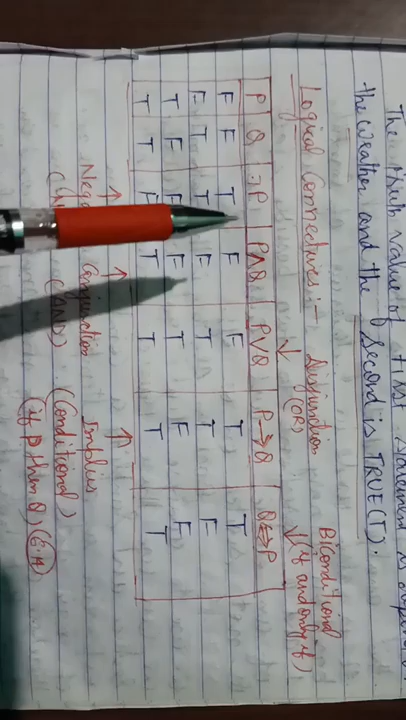 The truth value of first statement is
the weather and the second is TRUE(T).
Biconditional
Logical Connectives:- ↓ Disjunction (OR) ↓ (if and only if)
P Q ¬P P∧Q P∨Q P→Q Q⇔P
F F T F F T T
F T T F T T F
T F F T F F
T T F T T T T
↑ ↑ ↑
Conjunction Implies
("AND") (Conditional)
(if P then Q)